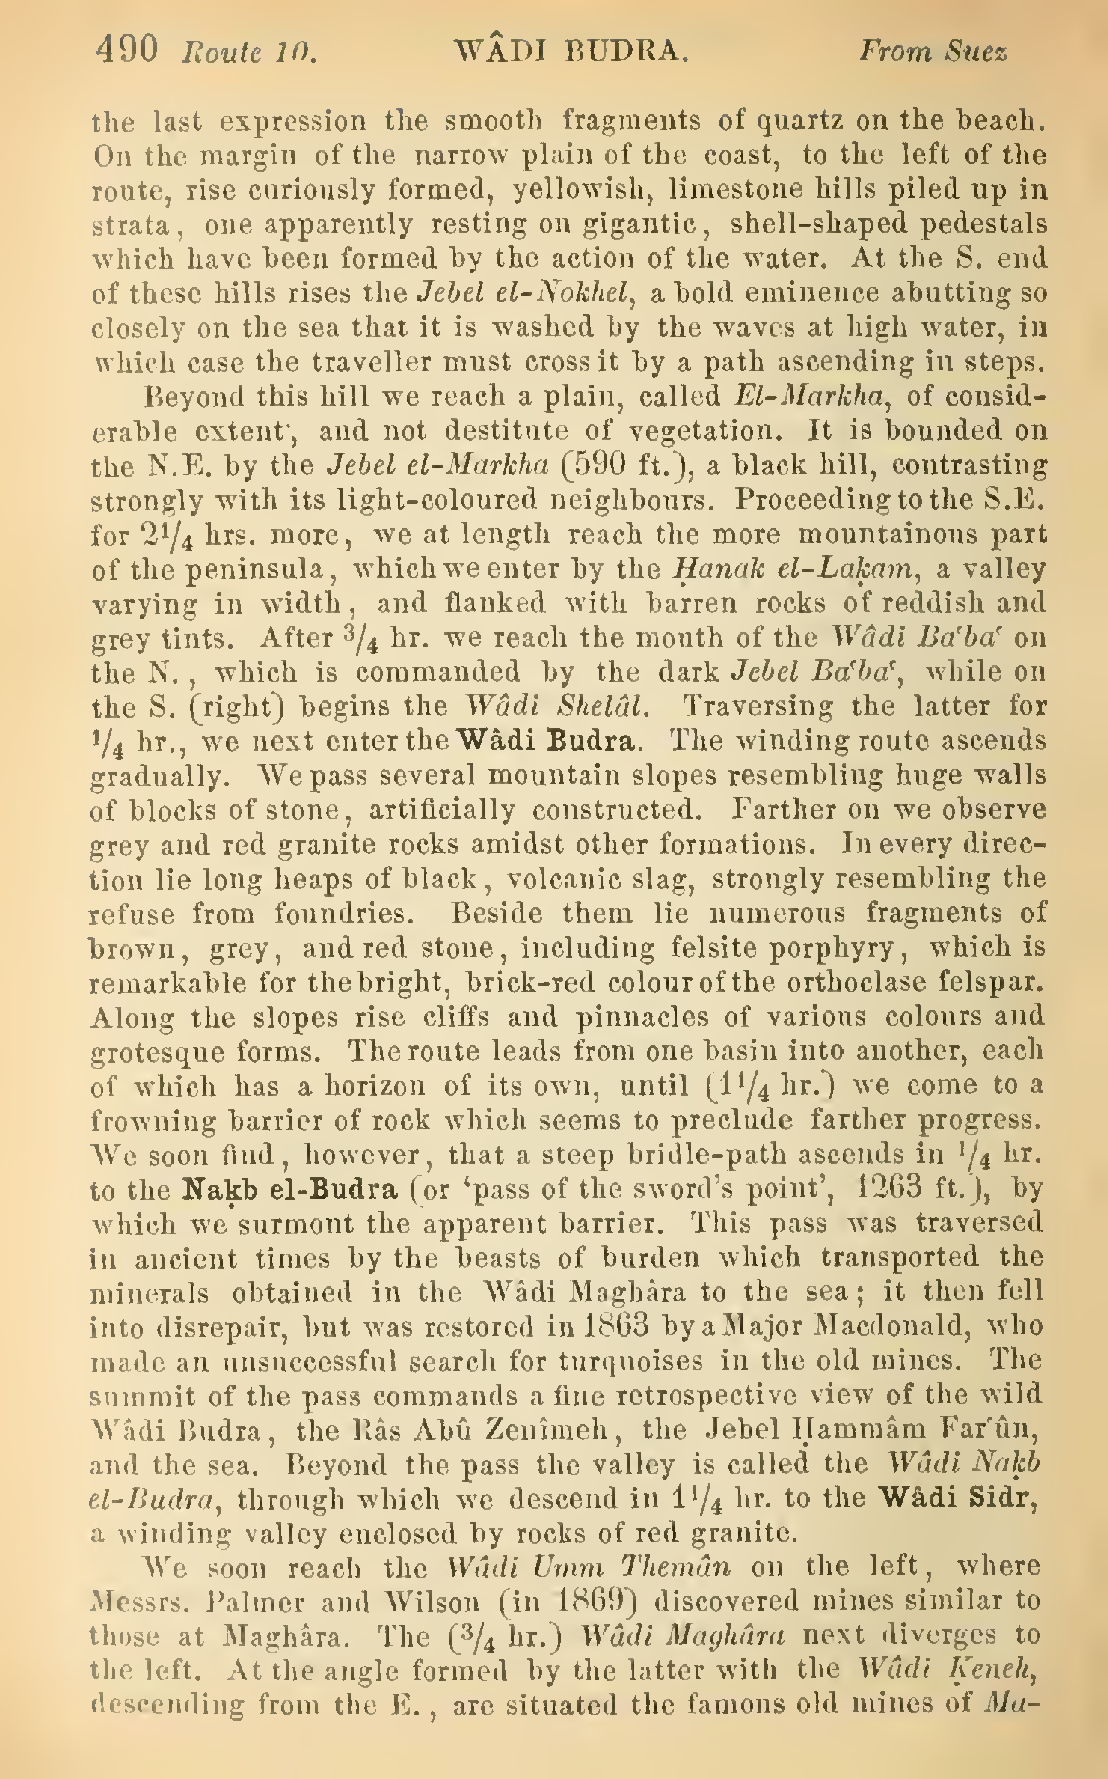 490 Route 10. WÂDI BUDRA. From Suez
the last expression the smooth fragments of quartz on the beach.
On the margin of the narrow plain of the coast, to the left of the
route, rise curiously formed, yellowish, limestone hills piled up in
strata, one apparently resting on gigantic, shell-shaped pedestals
which have been formed by the action of the water. At the S. end
of these hills rises the Jebel el-Nokhel, a bold eminence abutting so
closely on the sea that it is washed by the waves at high water, in
which case the traveller must cross it by a path ascending in steps.
Beyond this hill we reach a plain, called El-Markha, of consid-
erable extent, and not destitute of vegetation. It is bounded on
the N.E. by the Jebel el-Markha (590 ft.), a black hill, contrasting
strongly with its light-coloured neighbours. Proceeding to the S.E.
for 2¼ hrs. more, we at length reach the more mountainous part
of the peninsula, which we enter by the Ḥanak el-Laḳam, a valley
varying in width, and flanked with barren rocks of reddish and
grey tints. After ¾ hr. we reach the mouth of the Wâdi Baʿbaʿ on
the N., which is commanded by the dark Jebel Baʿbaʿ, while on
the S. (right) begins the Wâdi Shelâl. Traversing the latter for
¼ hr., we next enter the Wâdi Budra. The winding route ascends
gradually. We pass several mountain slopes resembling huge walls
of blocks of stone, artificially constructed. Farther on we observe
grey and red granite rocks amidst other formations. In every direc-
tion lie long heaps of black, volcanic slag, strongly resembling the
refuse from foundries. Beside them lie numerous fragments of
brown, grey, and red stone, including felsite porphyry, which is
remarkable for the bright, brick-red colour of the orthoclase felspar.
Along the slopes rise cliffs and pinnacles of various colours and
grotesque forms. The route leads from one basin into another, each
of which has a horizon of its own, until (1¼ hr.) we come to a
frowning barrier of rock which seems to preclude farther progress.
We soon find, however, that a steep bridle-path ascends in ¼ hr.
to the Naḳb el-Budra (or ‘pass of the sword’s point’, 1263 ft.), by
which we surmount the apparent barrier. This pass was traversed
in ancient times by the beasts of burden which transported the
minerals obtained in the Wâdi Maghâra to the sea; it then fell
into disrepair, but was restored in 1863 by a Major Macdonald, who
made an unsuccessful search for turquoises in the old mines. The
summit of the pass commands a fine retrospective view of the wild
Wâdi Budra, the Râs Abû Zenîmeh, the Jebel Ḥammâm Farʿûn,
and the sea. Beyond the pass the valley is called the Wâdi Naḳb
el-Budra, through which we descend in 1¼ hr. to the Wâdi Sidr,
a winding valley enclosed by rocks of red granite.
We soon reach the Wâdi Umm Themân on the left, where
Messrs. Palmer and Wilson (in 1869) discovered mines similar to
those at Maghâra. The (¾ hr.) Wâdi Maghâra next diverges to
the left. At the angle formed by the latter with the Wâdi Ḳeneh,
descending from the E., are situated the famous old mines of Ma-